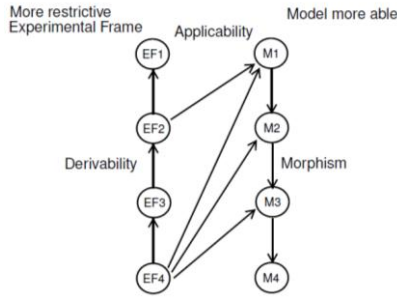 More restrictive
Experimental Frame
Applicability
Model more able
EF1
M1
EF2
M2
Derivability
Morphism
EF3
M3
EF4
M4